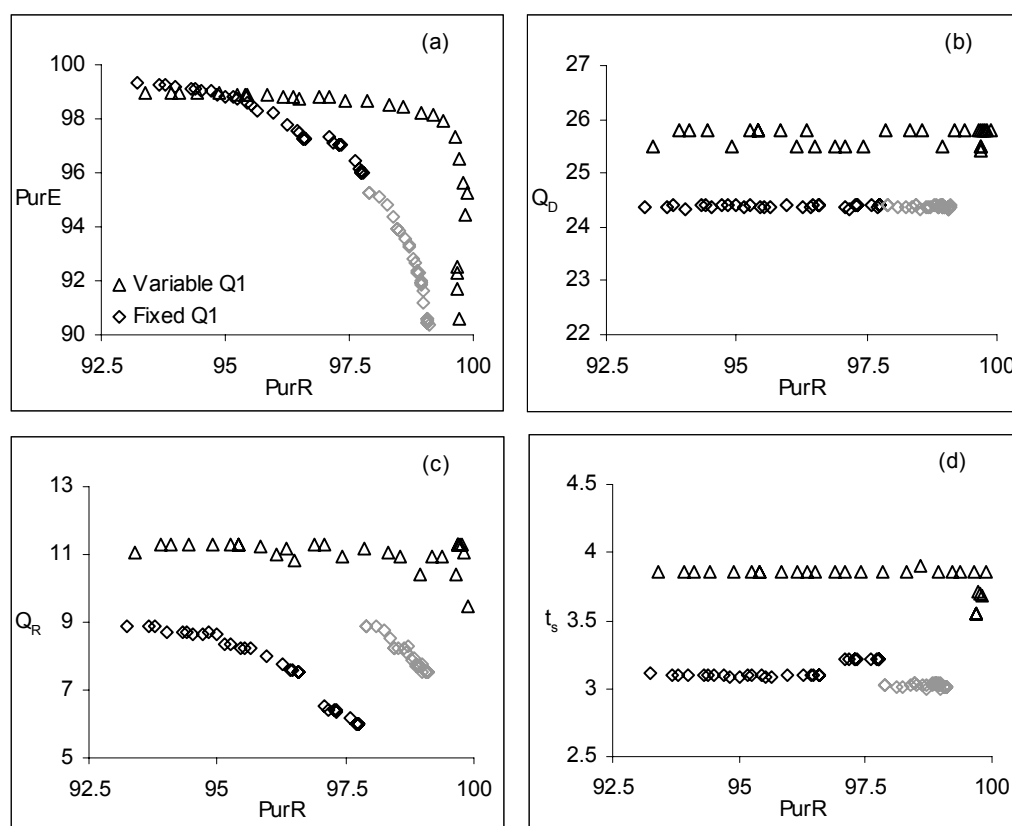 (a)
100
98
96
PurE
94
92
△ Variable Q1
◇ Fixed Q1
90
92.5 95 97.5 100
PurR
(b)
27
26
25
Q_D
24
23
22
92.5 95 97.5 100
PurR
(c)
13
11
Q_R
9
7
5
92.5 95 97.5 100
PurR
(d)
4.5
4
3.5
t_s
3
2.5
92.5 95 97.5 100
PurR